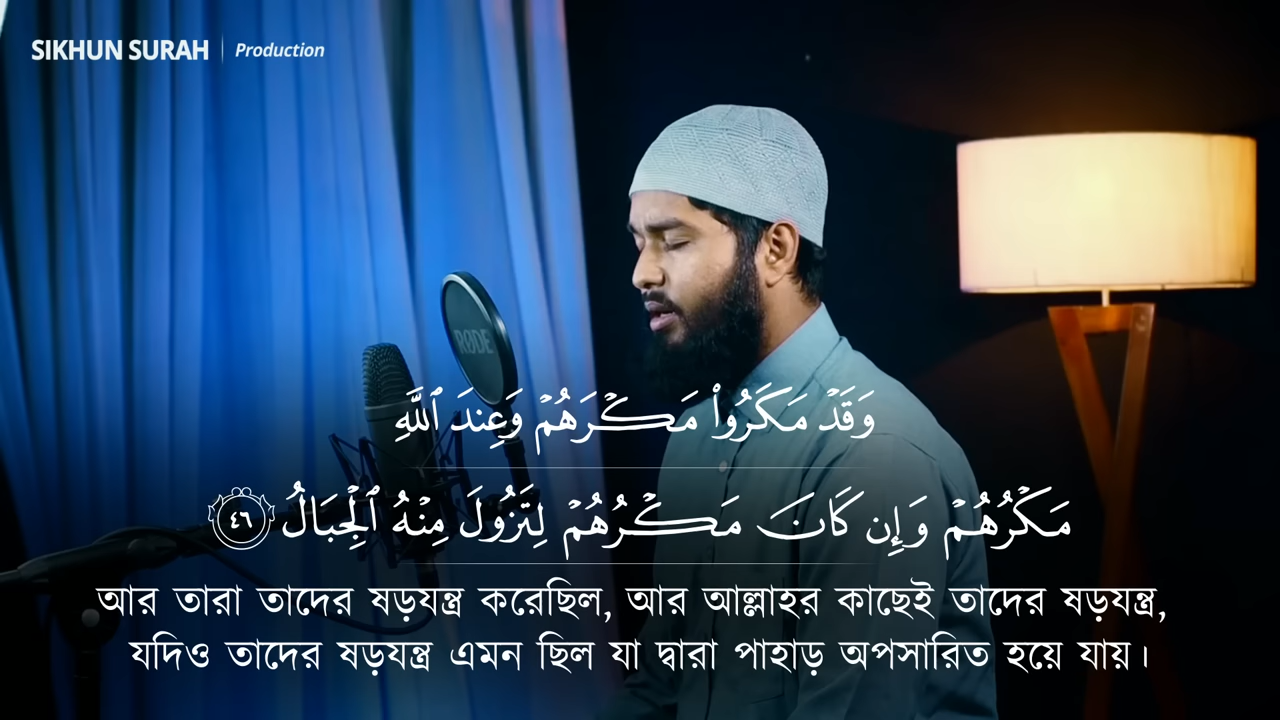 SIKHUN SURAH | Production
RØDE
وَقَدْ مَكَرُوا۟ مَكْرَهُمْ وَعِندَ ٱللَّهِ
مَكْرُهُمْ وَإِن كَانَ مَكْرُهُمْ لِتَزُولَ مِنْهُ ٱلْجِبَالُ ٤٦
আর তারা তাদের ষড়যন্ত্র করেছিল, আর আল্লাহর কাছেই তাদের ষড়যন্ত্র,
যদিও তাদের ষড়যন্ত্র এমন ছিল যা দ্বারা পাহাড় অপসারিত হয়ে যায়।